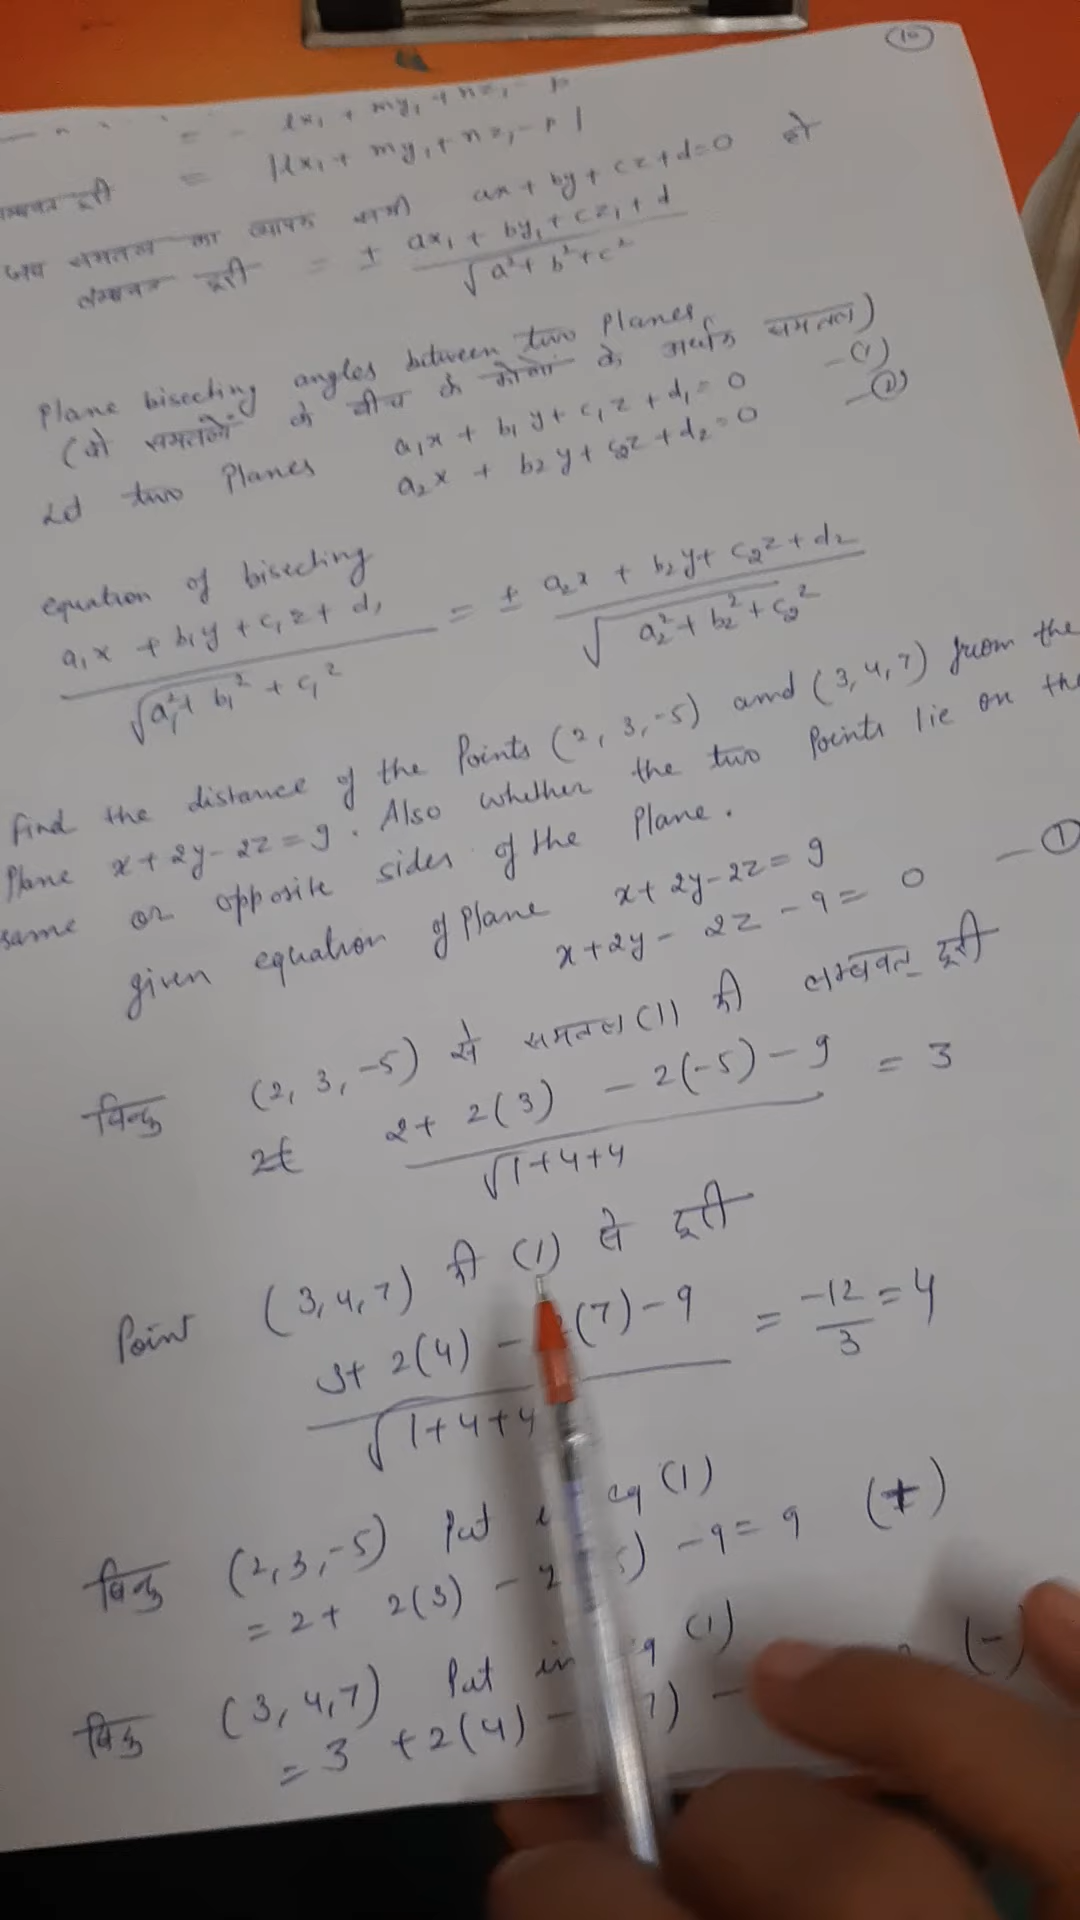 (10)
= - lx₁ + my₁ + nz₁ - p
लम्बवत दूरी = |lx₁ + my₁ + nz₁ - p|
जब समतल का व्यापक समी ax + by + cz + d = 0 हो
लम्बवत दूरी = ± (ax₁ + by₁ + cz₁ + d) / √(a² + b² + c²)
Plane bisecting angles between two Planes
(दो समतलों के बीच के कोणों के अर्धक समतल)
Let two Planes a₁x + b₁y + c₁z + d₁ = 0 -(1)
a₂x + b₂y + c₂z + d₂ = 0 -(2)
equation of bisecting
(a₁x + b₁y + c₁z + d₁) / √(a₁² + b₁² + c₁²) = ± (a₂x + b₂y + c₂z + d₂) / √(a₂² + b₂² + c₂²)
find the distance of the Points (2, 3, -5) and (3, 4, 7) from the
Plane x + 2y - 2z = 9. Also whether the two Points lie on the
same or opposite sides of the Plane.
given equation of Plane x + 2y - 2z = 9
x + 2y - 2z - 9 = 0 — (1)
बिन्दु (2, 3, -5) से समतल (1) की लम्बवत दूरी
(2 + 2(3) - 2(-5) - 9) / √(1+4+4) = 3
Point (3, 4, 7) की (1) से दूरी
(3 + 2(4) - (7) - 9) / √(1+4+4) = -12/3 = 4
बिन्दु (2, 3, -5) Put eq (1)
= 2 + 2(3) - 2 ) - 9 = 9 (+)
बिन्दु (3, 4, 7) Put in (1)
= 3 + 2(4) - 7) - (-)